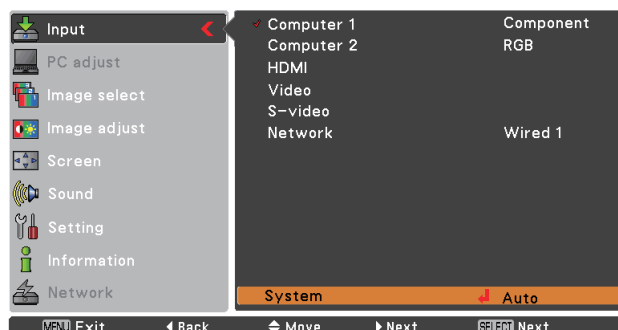 Input
PC adjust
Image select
Image adjust
Screen
Sound
Setting
Information
Network
Computer 1 Component
Computer 2 RGB
HDMI
Video
S-video
Network Wired 1
System Auto
MENU Exit Back Move Next SELECT Next